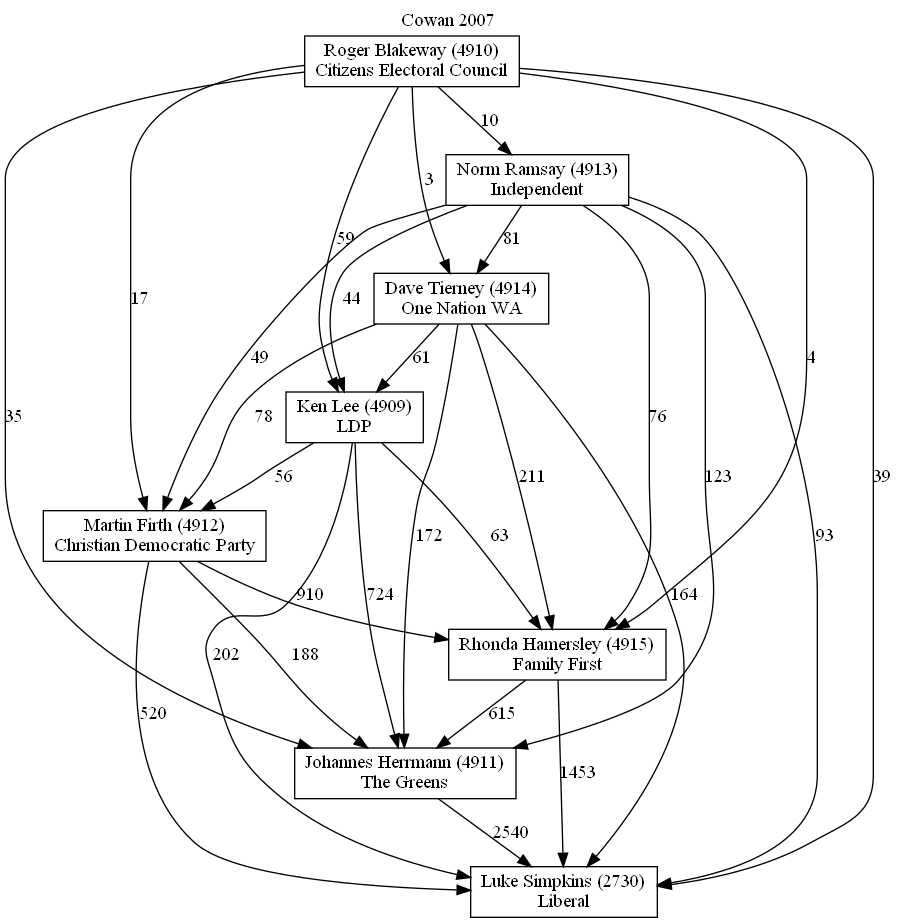 Cowan 2007
Roger Blakeway (4910)
Citizens Electoral Council
10
Norm Ramsay (4913)
Independent
3
59
81
44
17
Dave Tierney (4914)
One Nation WA
49
61
4
Ken Lee (4909)
LDP
35
78
76
39
56
211
123
Martin Firth (4912)
Christian Democratic Party
172
63
93
910
724
164
Rhonda Hamersley (4915)
Family First
202
188
520
615
Johannes Herrmann (4911)
The Greens
1453
2540
Luke Simpkins (2730)
Liberal